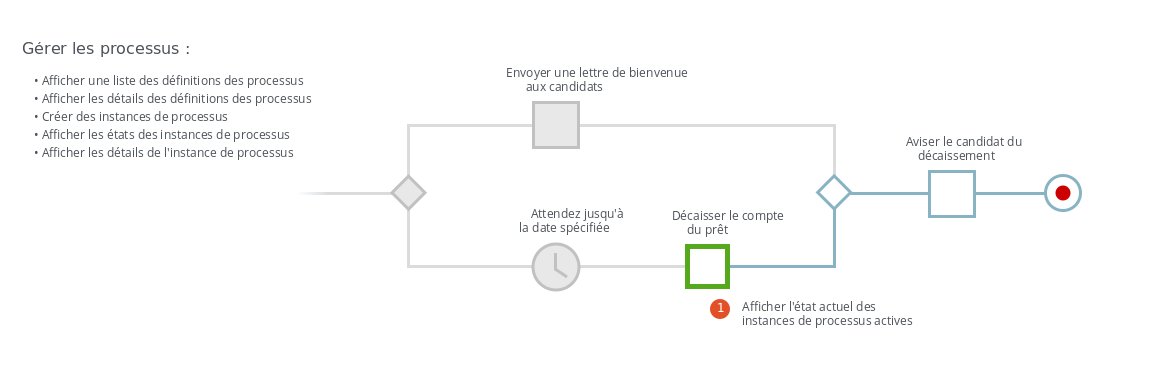 Gérer les processus :
• Afficher une liste des définitions des processus
• Afficher les détails des définitions des processus
• Créer des instances de processus
• Afficher les états des instances de processus
• Afficher les détails de l'instance de processus
Envoyer une lettre de bienvenue
aux candidats
Attendez jusqu'à
la date spécifiée
Décaisser le compte
du prêt
Aviser le candidat du
décaissement
1
Afficher l'état actuel des
instances de processus actives